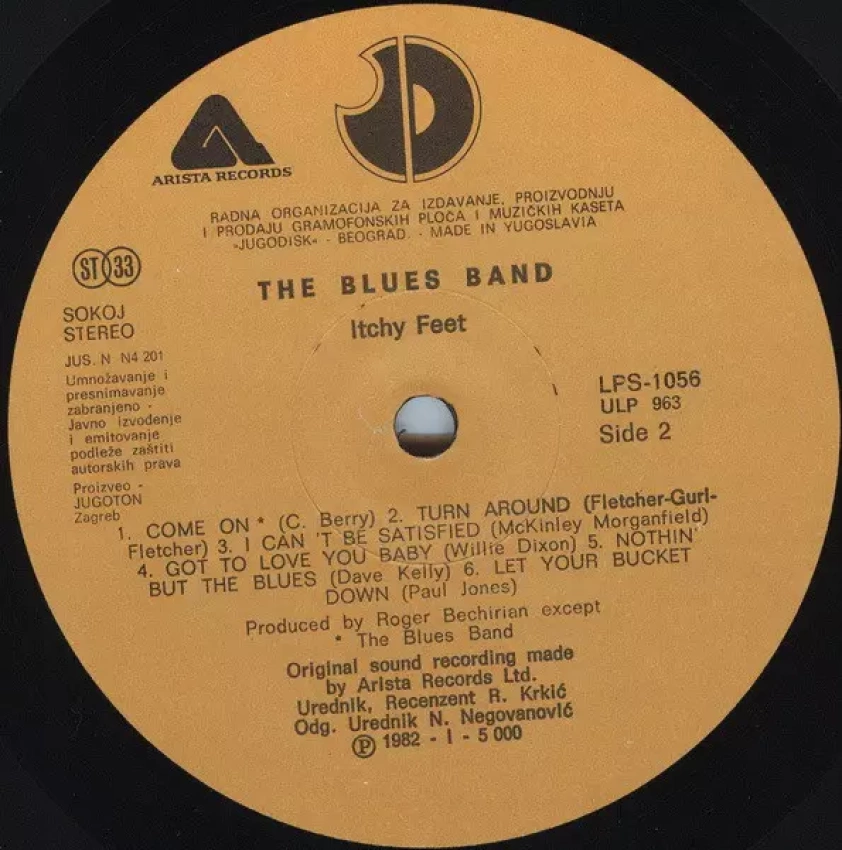 ARISTA RECORDS
RADNA ORGANIZACIJA ZA IZDAVANJE, PROIZVODNJU
I PRODAJU GRAMOFONSKIH PLOČA I MUZIČKIH KASETA
»JUGODISK« - BEOGRAD. - MADE IN YUGOSLAVIA
ST 33
THE BLUES BAND
Itchy Feet
SOKOJ
STEREO
JUS. N N4 201
Umnožavanje i
presnimavanje
zabranjeno -
Javno izvođenje
i emitovanje
podleže zaštiti
autorskih prava
Proizveo -
JUGOTON
Zagreb
LPS-1056
ULP 963
Side 2
1. COME ON * (C. Berry) 2. TURN AROUND (Fletcher-Gurl-
Fletcher) 3. I CAN 'T BE SATISFIED (McKinley Morganfield)
4. GOT TO LOVE YOU BABY (Willie Dixon) 5. NOTHIN'
BUT THE BLUES (Dave Kelly) 6. LET YOUR BUCKET
DOWN (Paul Jones)
Produced by Roger Bechirian except
* The Blues Band
Original sound recording made
by Arista Records Ltd.
Urednik, Recenzent R. Krkić
Odg. Urednik N. Negovanović
Ⓟ 1982 - I - 5 000